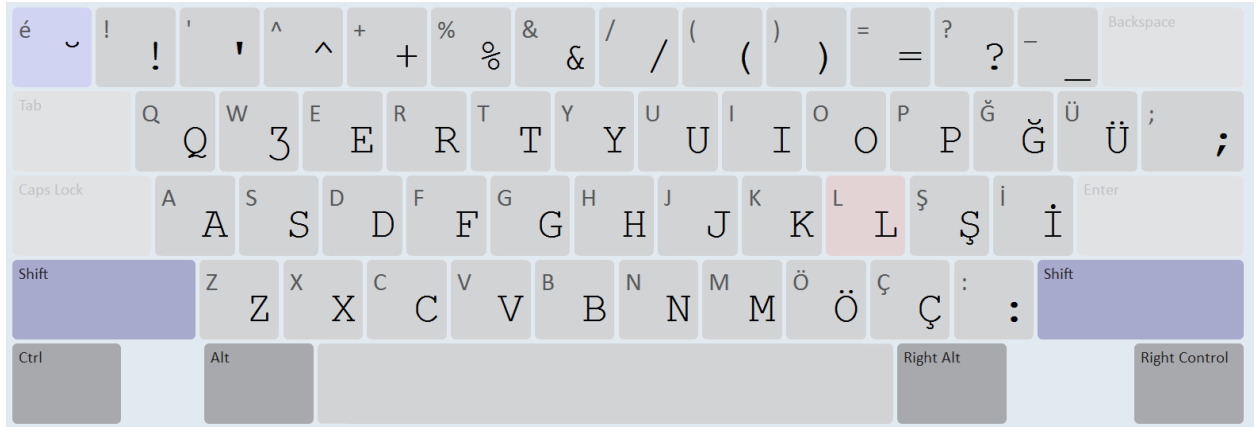 é ˘ ! ! ' ' ^ ^ + + % % & & / / ( ( ) ) = = ? ? _ _ Backspace
Tab Q Q W Ʒ E E R R T T Y Y U U I I O O P P Ğ Ğ Ü Ü ; ;
Caps Lock A A S S D D F F G G H H J J K K L L Ş Ş İ İ Enter
Shift Z Z X X C C V V B B N N M M Ö Ö Ç Ç : : Shift
Ctrl Alt Right Alt Right Control